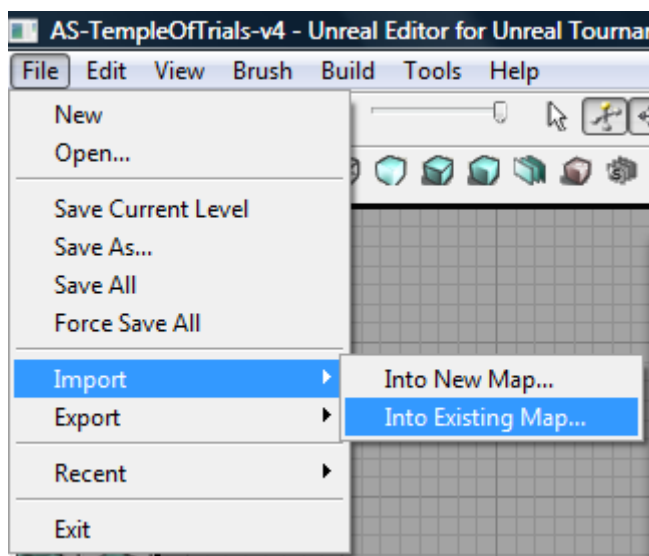 AS-TempleOfTrials-v4 - Unreal Editor for Unreal
File Edit View Brush Build Tools Help
New
Open...
Save Current Level
Save As...
Save All
Force Save All
Import
Into New Map...
Export
Into Existing Map...
Recent
Exit